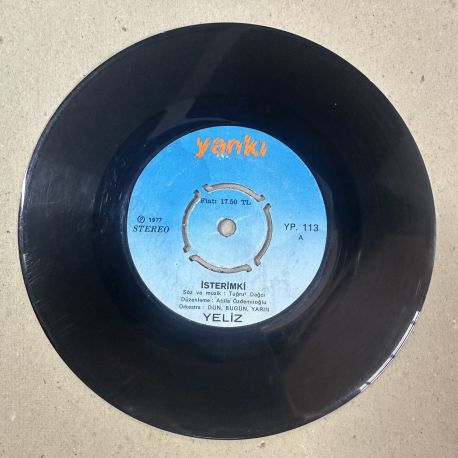 yankı
Fiatı 17.50 TL
℗ 1977
STEREO
YP. 113
A
İSTERİMKİ
Söz ve müzik : Tuğrul Dağcı
Düzenleme : Atilla Özdemiroğlu
Orkestra : DÜN, BUGÜN, YARIN
YELİZ